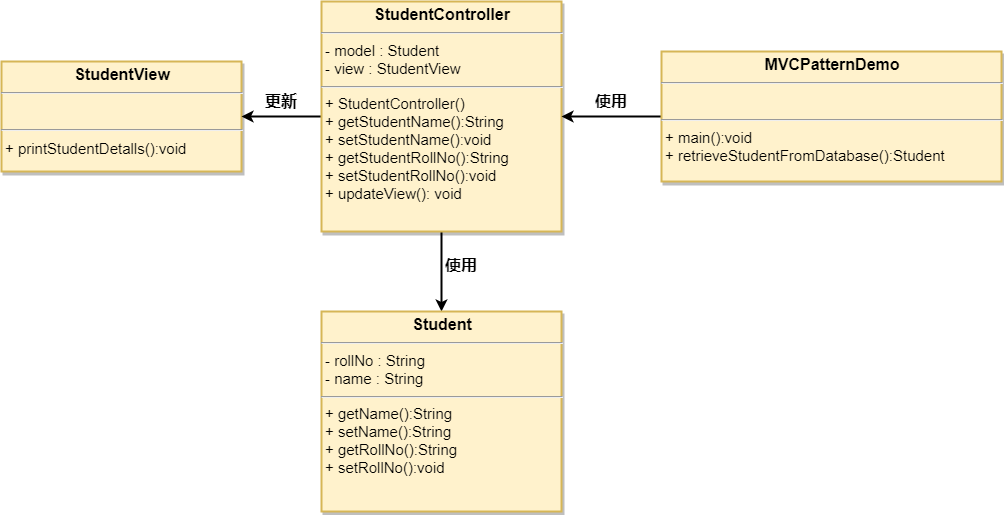 StudentController
- model : Student
- view : StudentView
+ StudentController()
+ getStudentName():String
+ setStudentName():void
+ getStudentRollNo():String
+ setStudentRollNo():void
+ updateView(): void
StudentView
+ printStudentDetalls():void
更新
使用
MVCPatternDemo
+ main():void
+ retrieveStudentFromDatabase():Student
使用
Student
- rollNo : String
- name : String
+ getName():String
+ setName():String
+ getRollNo():String
+ setRollNo():void